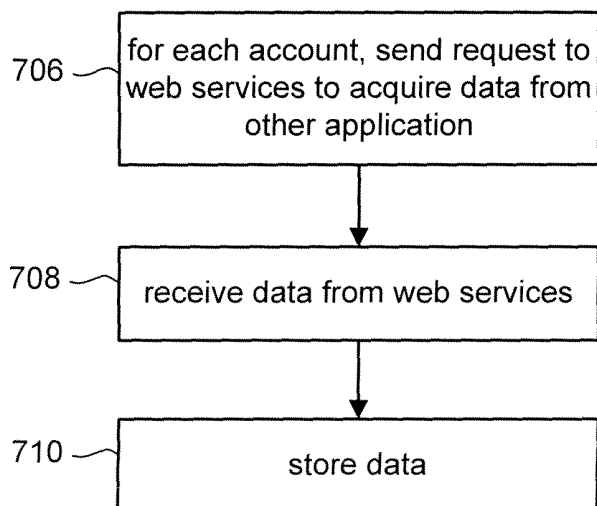 706
for each account, send request to
web services to acquire data from
other application
708
receive data from web services
710
store data